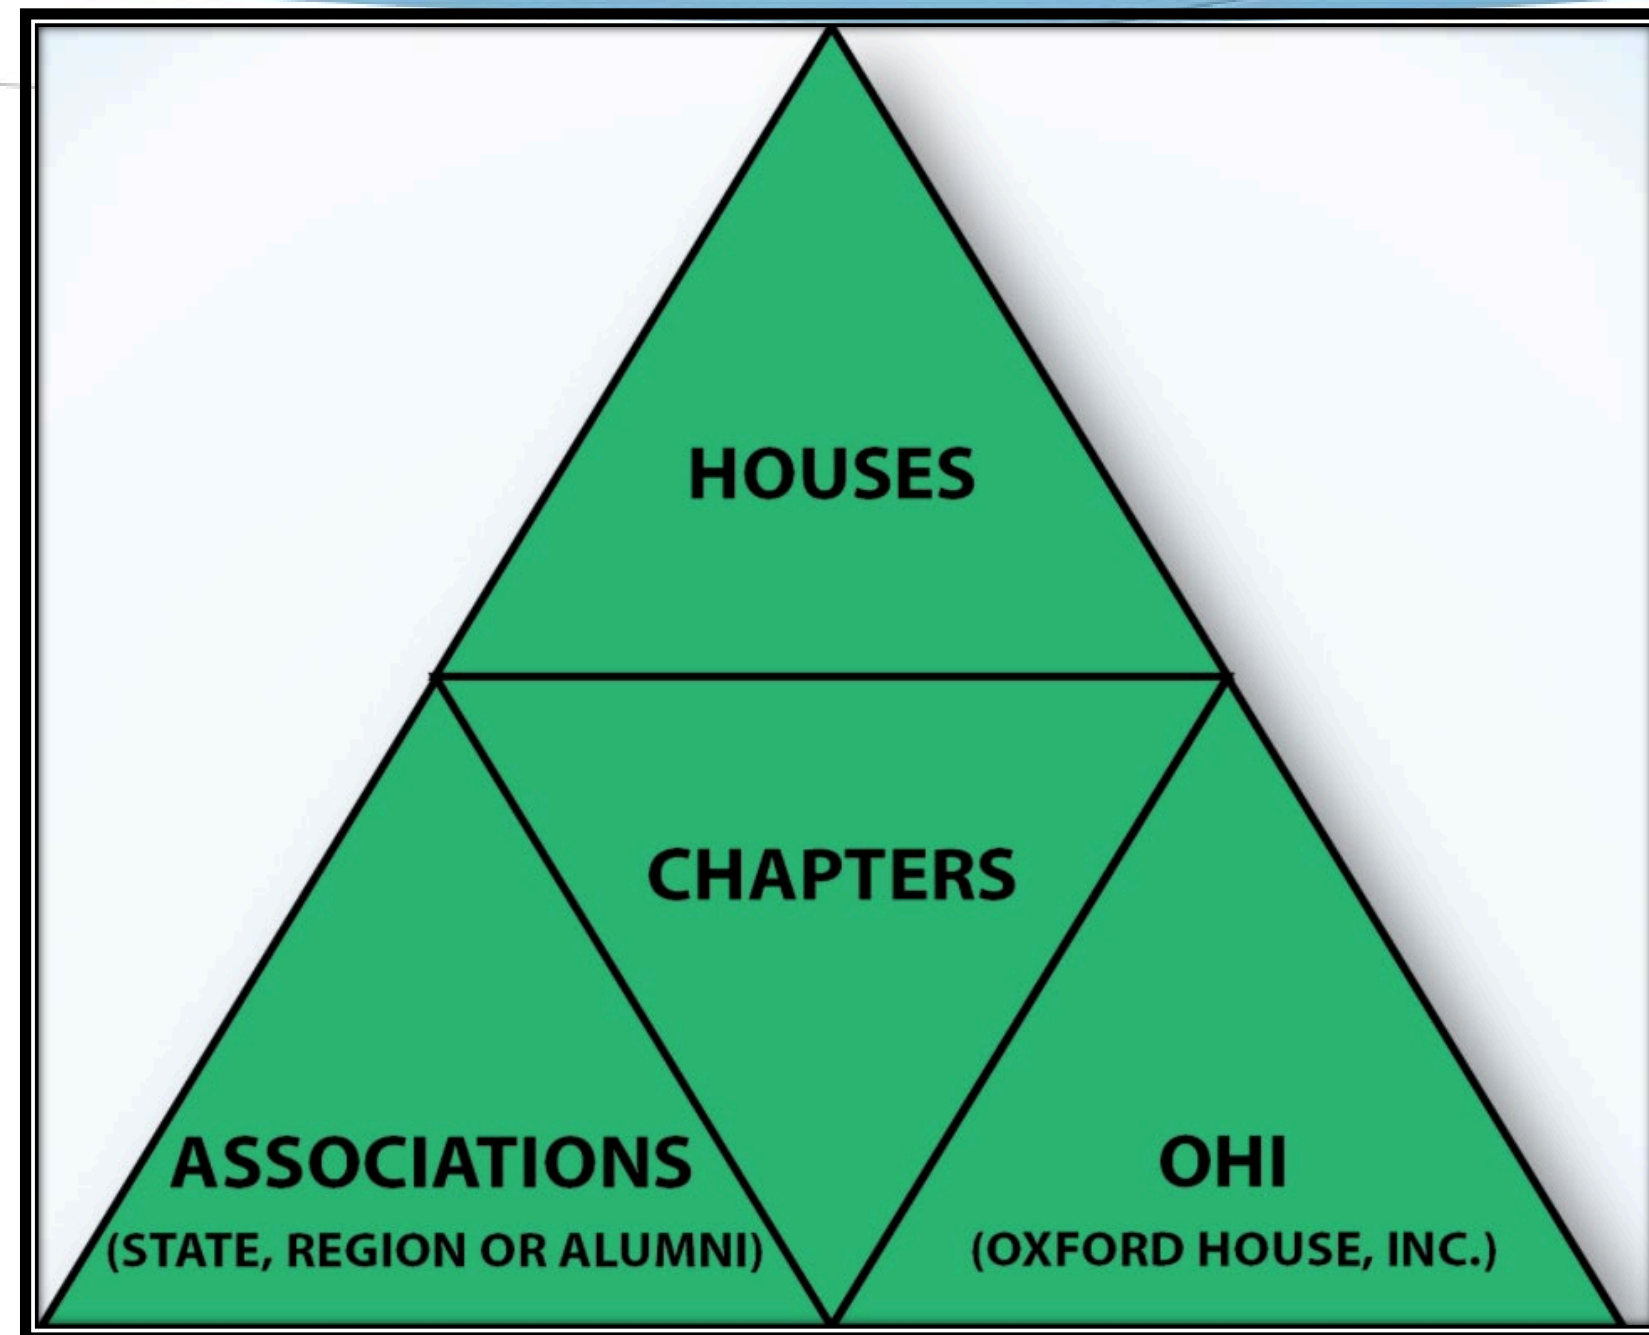 HOUSES
CHAPTERS
ASSOCIATIONS
(STATE, REGION OR ALUMNI)
OHI
(OXFORD HOUSE, INC.)